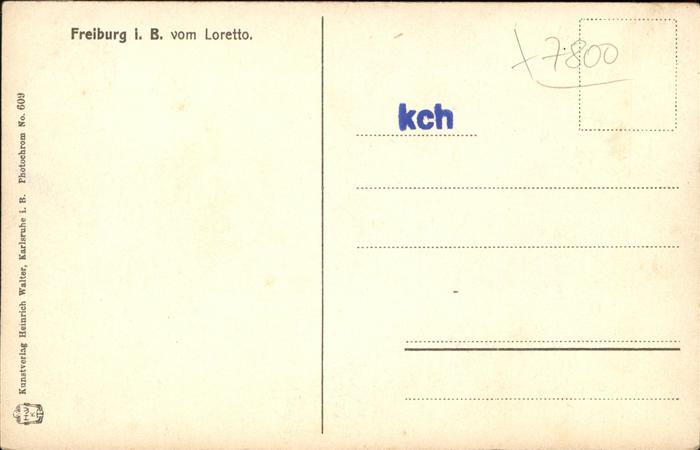 Freiburg i. B. vom Loretto.
7800
kch
Kunstverlag Heinrich Walter, Karlsruhe i. B. Photochrom No. 609